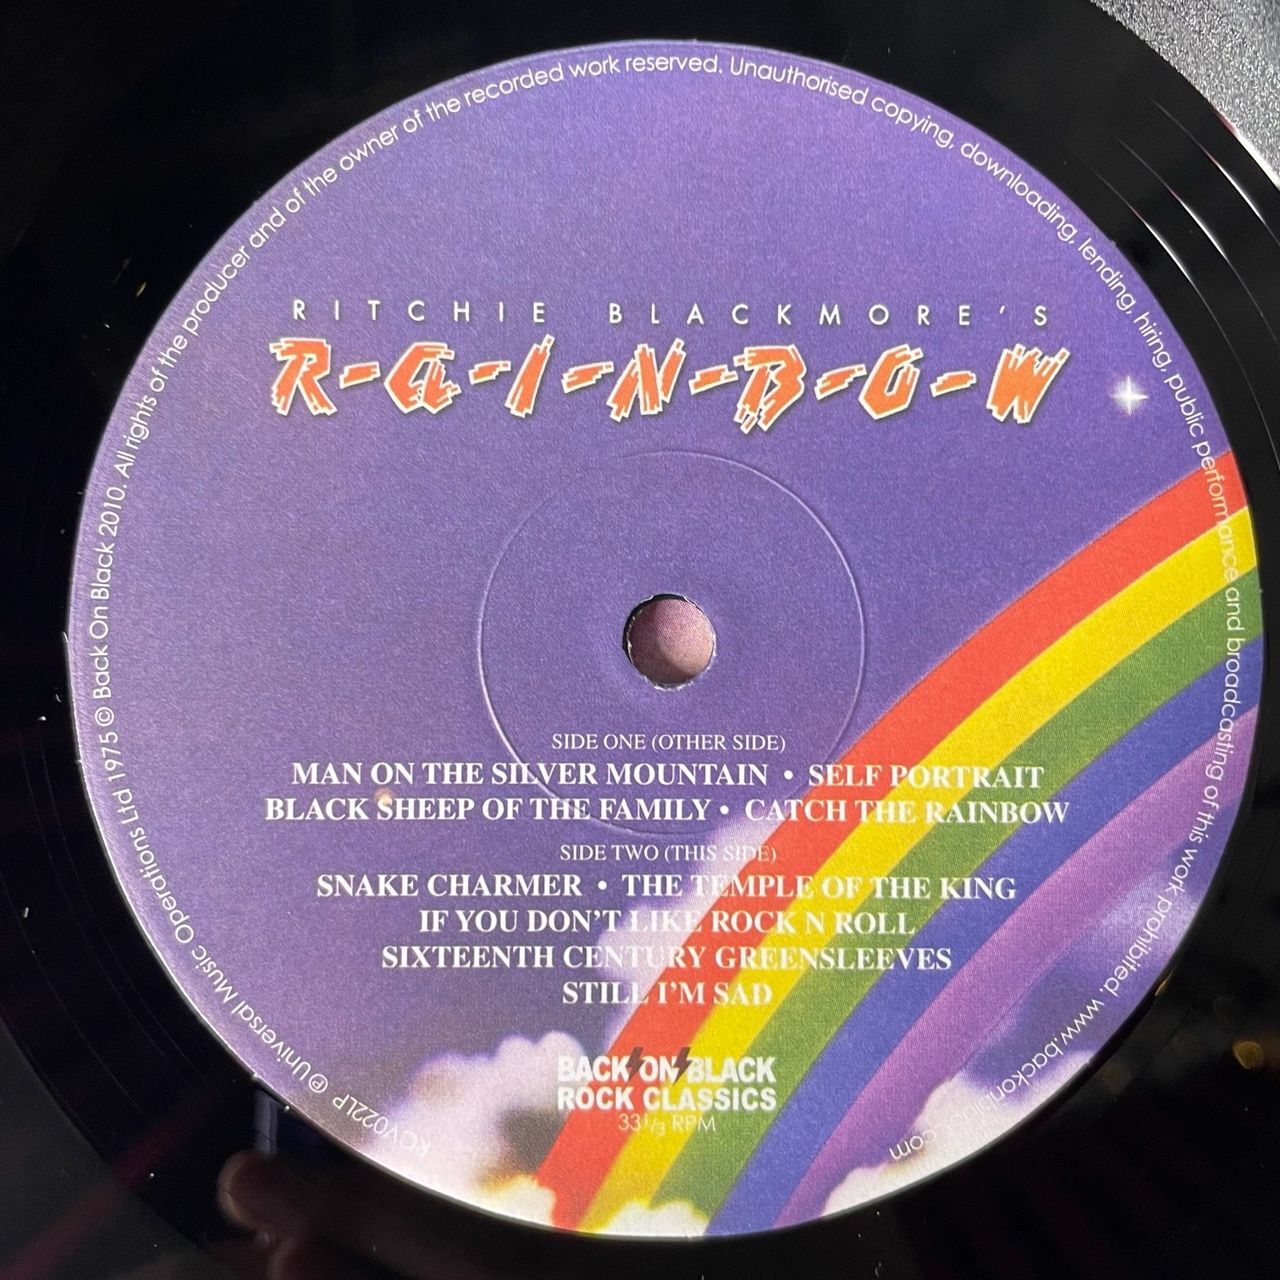 RITCHIE BLACKMORE'S
R-A-I-N-B-O-W
SIDE ONE (OTHER SIDE)
MAN ON THE SILVER MOUNTAIN • SELF PORTRAIT
BLACK SHEEP OF THE FAMILY • CATCH THE RAINBOW
SIDE TWO (THIS SIDE)
SNAKE CHARMER • THE TEMPLE OF THE KING
IF YOU DON'T LIKE ROCK N ROLL
SIXTEENTH CENTURY GREENSLEEVES
STILL I'M SAD
BACK ON BLACK
ROCK CLASSICS
33 1/3 RPM
KCV022LP ℗ Universal Music Operations Ltd 1975 © Back On Black 2010. All rights of the producer and of the owner of the recorded work reserved. Unauthorised copying, downloading, lending, hiring, public performance and broadcasting of this work prohibited.